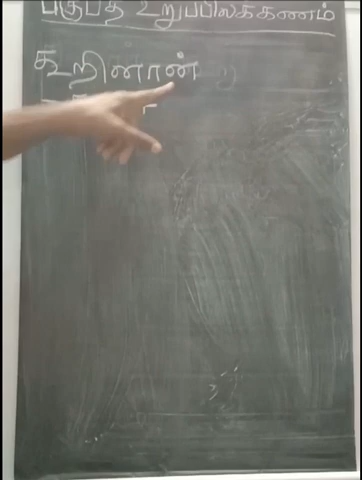 பகுபத உறுப்பிலக்கணம்
கூறினான்